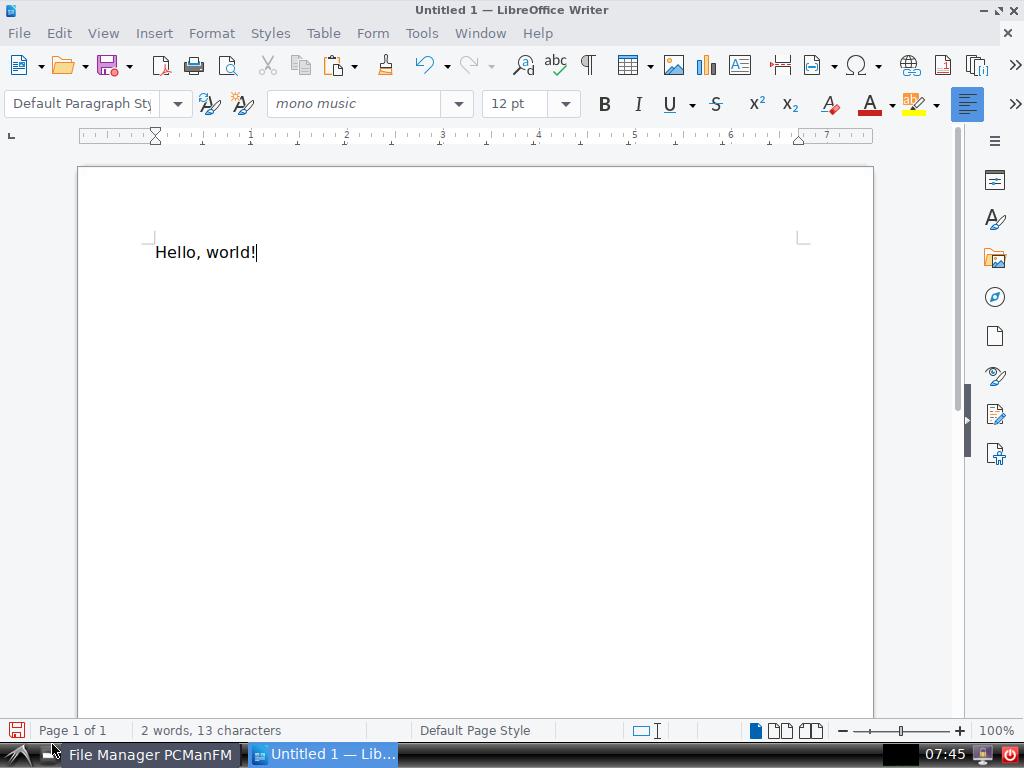 Untitled 1 — LibreOffice Writer
File Edit View Insert Format Styles Table Form Tools Window Help
Default Paragraph Sty mono music 12 pt
1 2 3 4 5 6 7
Hello, world!
Page 1 of 1 2 words, 13 characters Default Page Style 100%
File Manager PCManFM Untitled 1 — Lib... 07:45